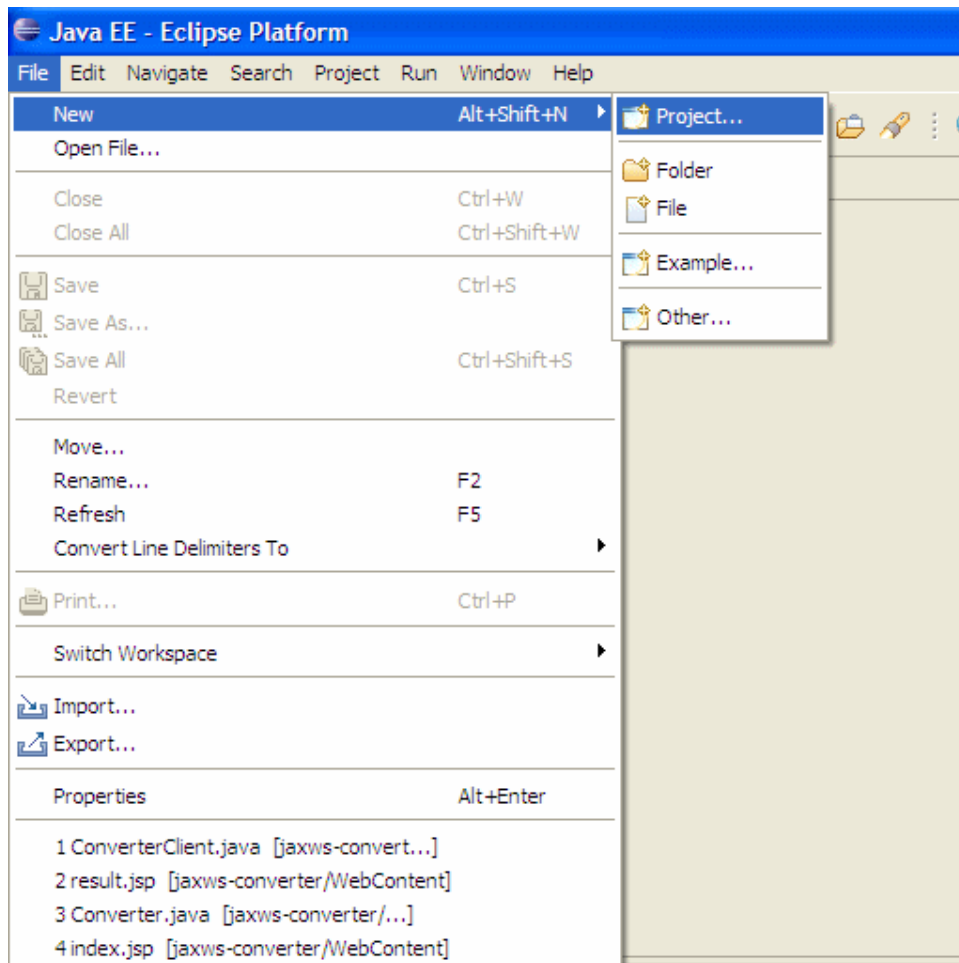 Java EE - Eclipse Platform
File Edit Navigate Search Project Run Window Help
New Alt+Shift+N
Open File...
Close Ctrl+W
Close All Ctrl+Shift+W
Save Ctrl+S
Save As...
Save All Ctrl+Shift+S
Revert
Move...
Rename... F2
Refresh F5
Convert Line Delimiters To
Print... Ctrl+P
Switch Workspace
Import...
Export...
Properties Alt+Enter
1 ConverterClient.java [jaxws-convert...]
2 result.jsp [jaxws-converter/WebContent]
3 Converter.java [jaxws-converter/...]
4 index.jsp [jaxws-converter/WebContent]
Project...
Folder
File
Example...
Other...